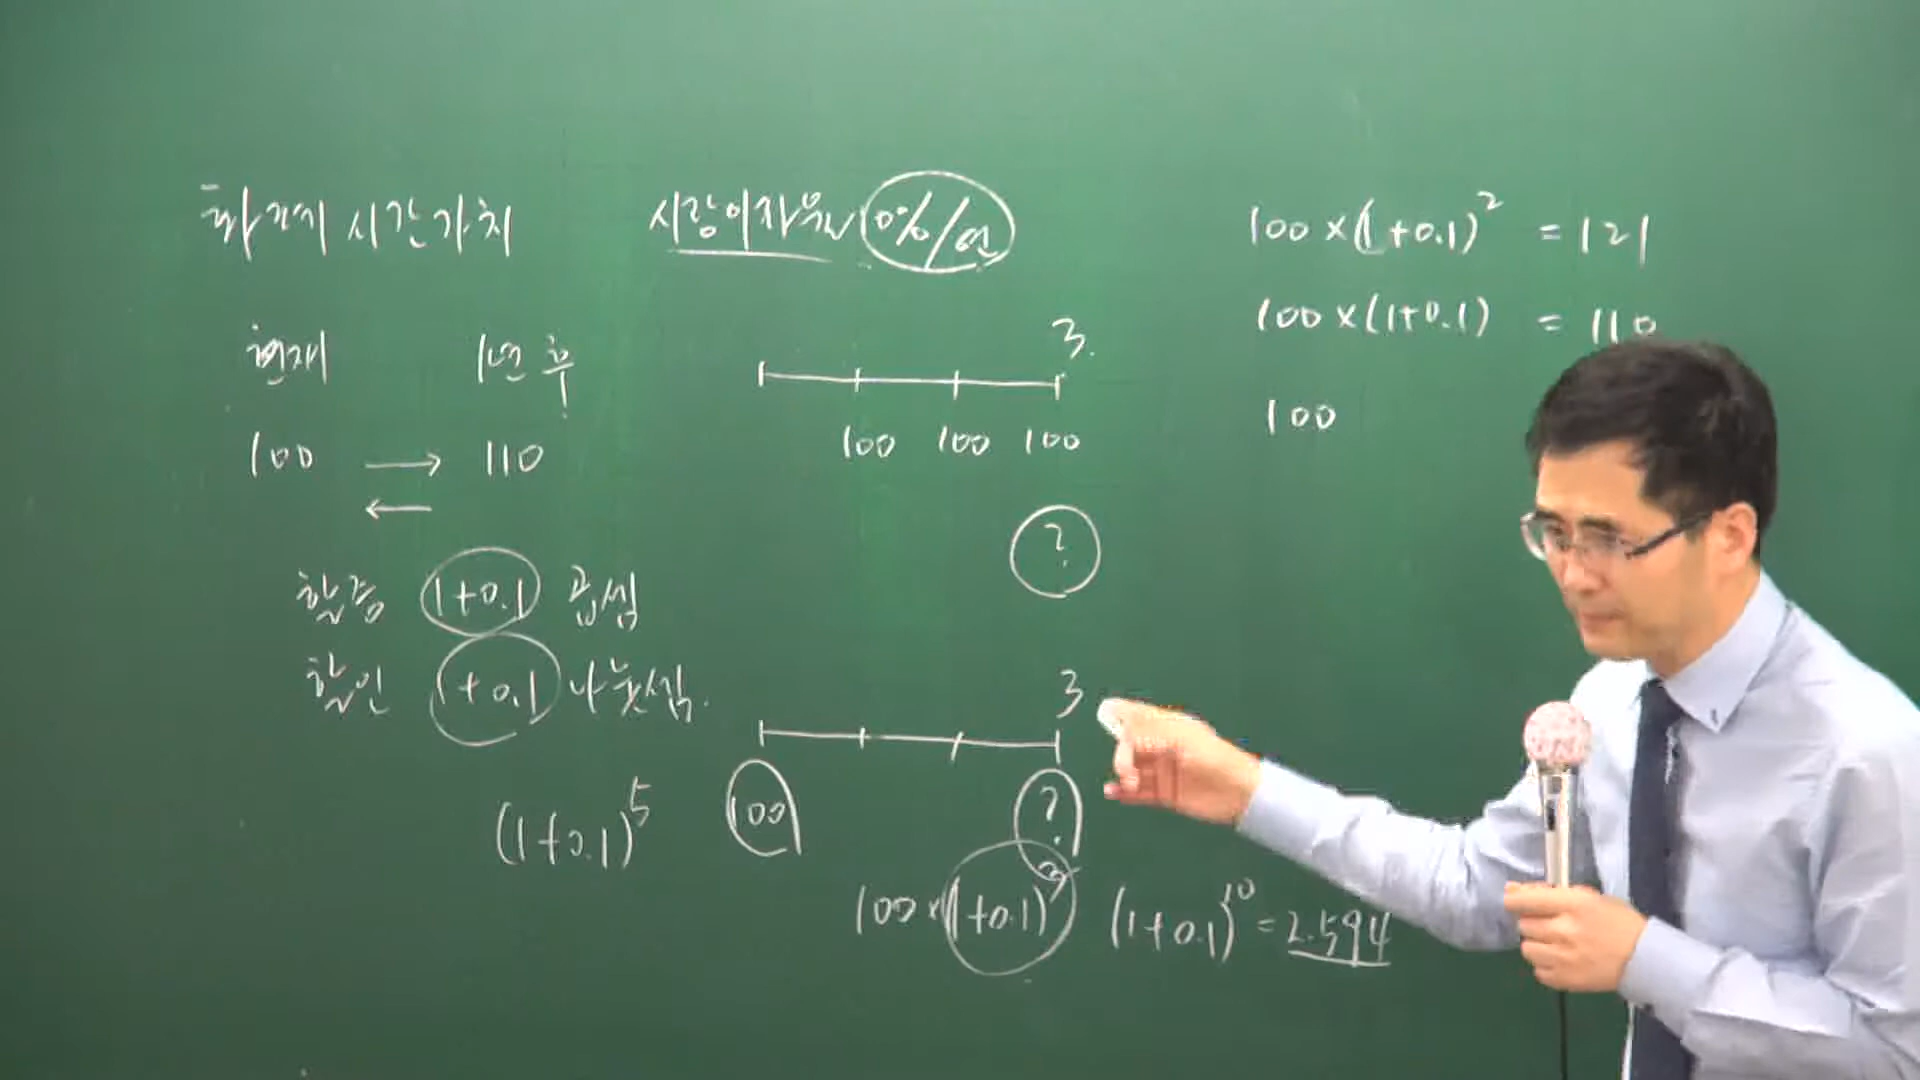 화폐의 시간가치
시장이자율 10%/연
현재 1년 후
100 → 110
←
할증 1+0.1 곱셈
할인 1+0.1 나눗셈.
(1+0.1)^5
3.
100 100 100
?
3
100 ?
100×(1+0.1)^3
(1+0.1)^10 = 2.594
100×(1+0.1)^2 = 121
100×(1+0.1) = 110
100